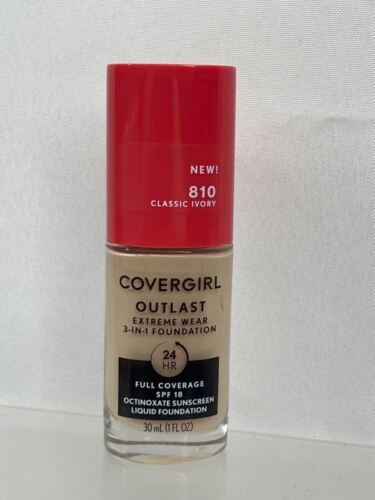 NEW!
810
CLASSIC IVORY
COVERGIRL
OUTLAST
EXTREME WEAR
3-IN-1 FOUNDATION
24
HR
FULL COVERAGE
SPF 18
OCTINOXATE SUNSCREEN
LIQUID FOUNDATION
30 mL (1 FL OZ)